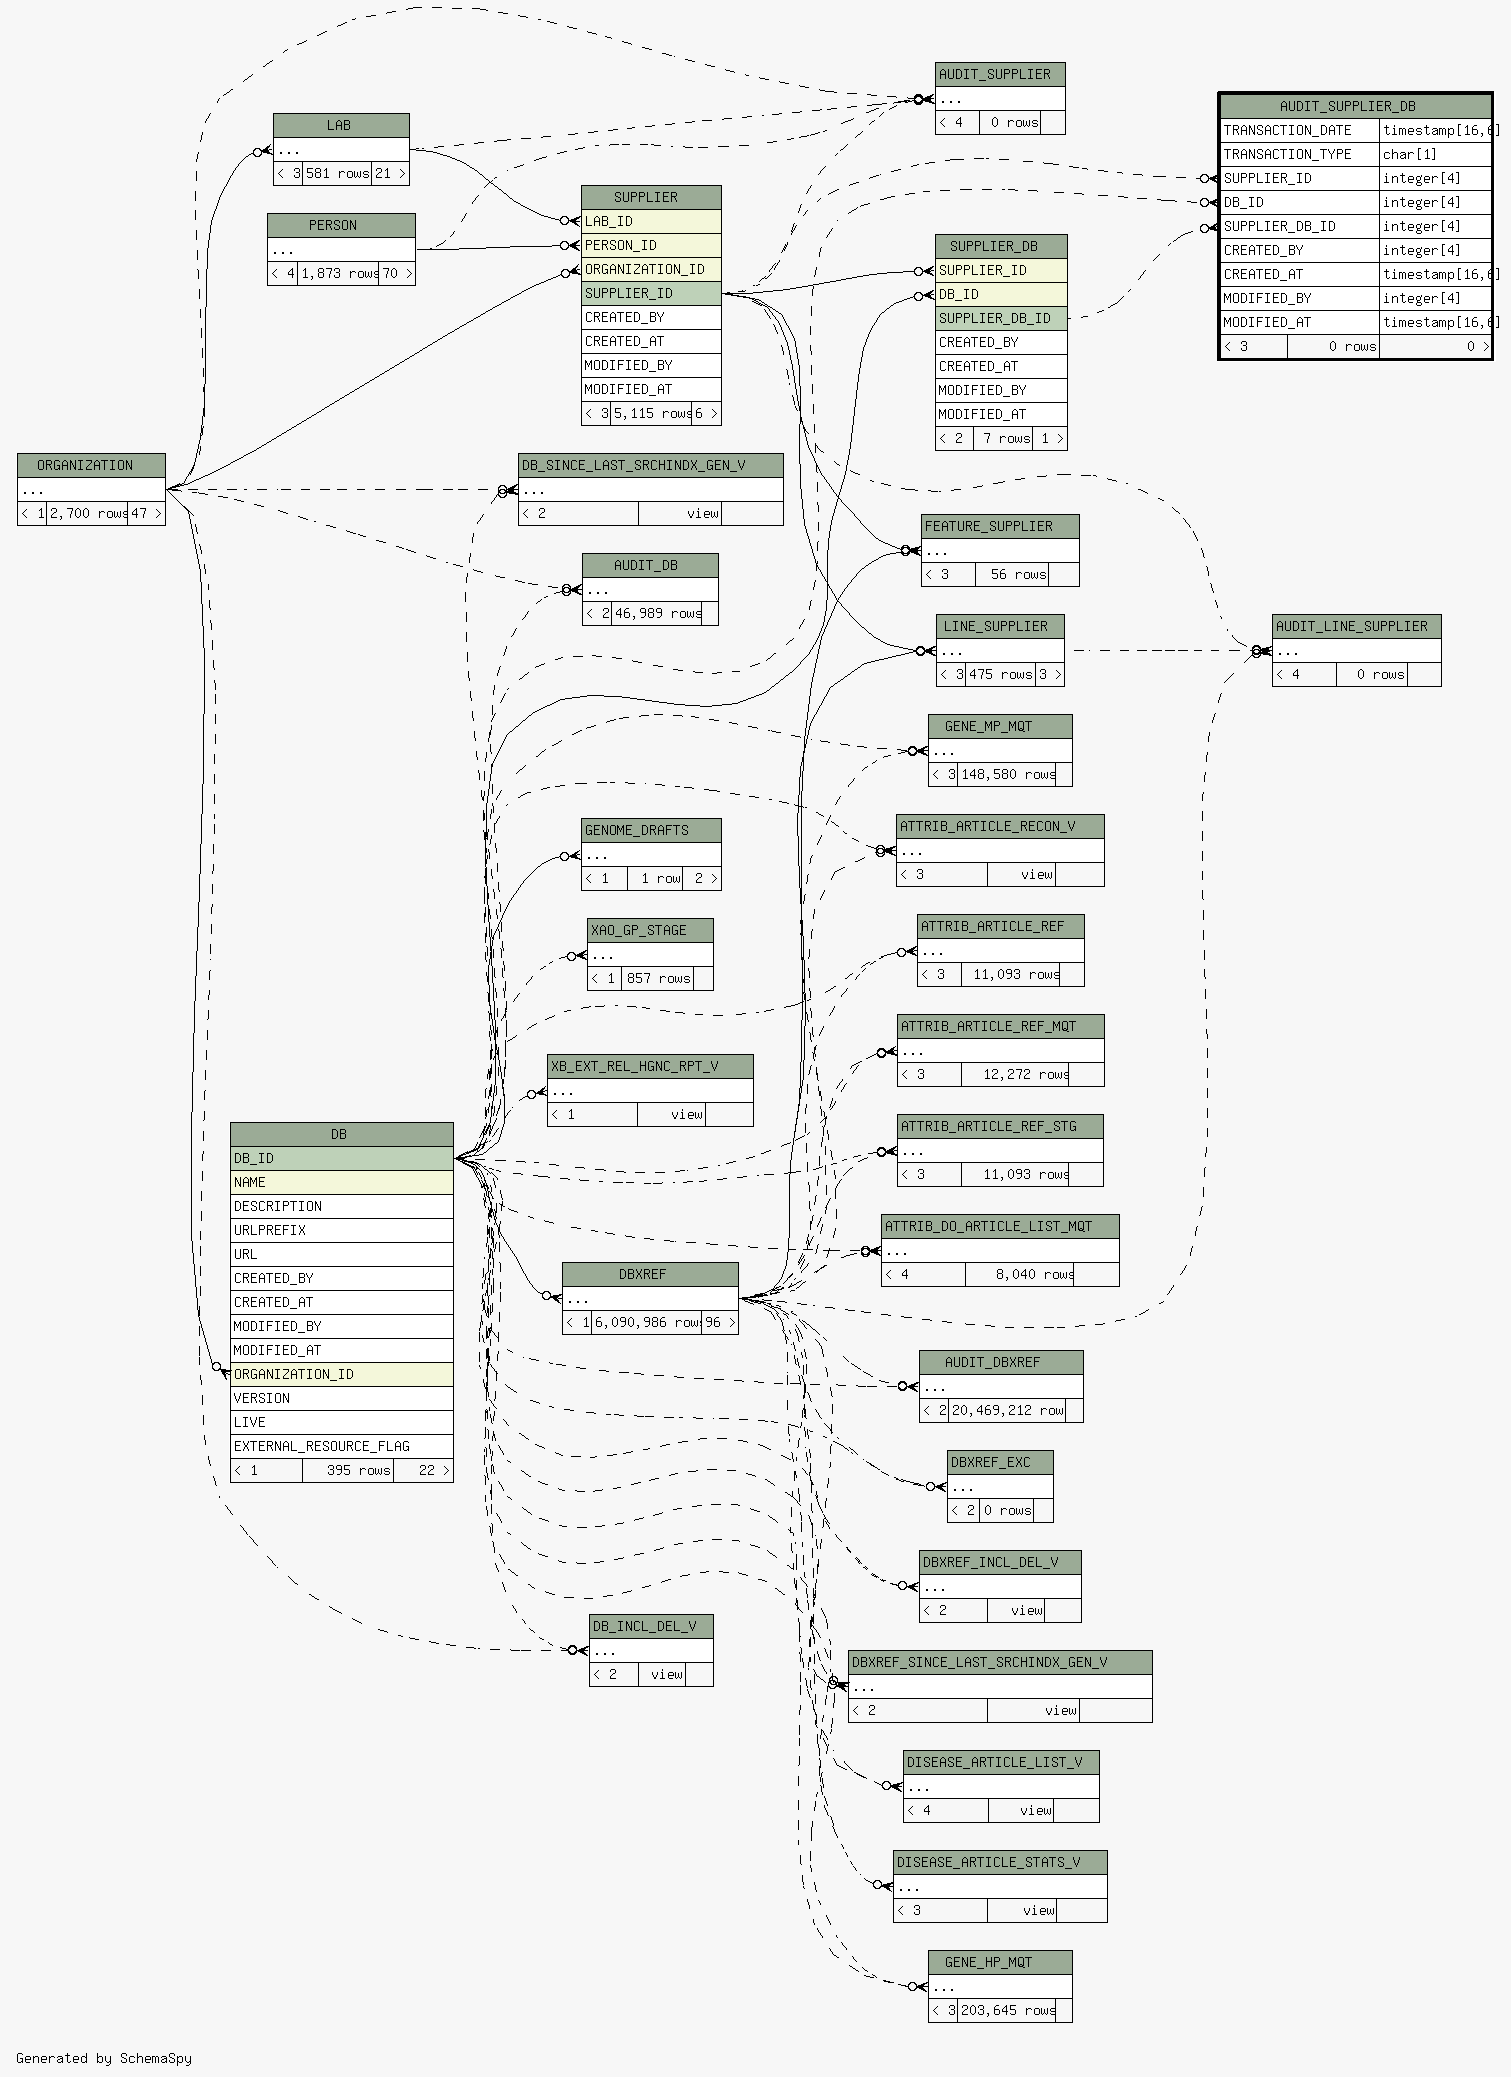 AUDIT_SUPPLIER
...
< 4 0 rows
AUDIT_SUPPLIER_DB
TRANSACTION_DATE timestamp[16,6]
TRANSACTION_TYPE char[1]
SUPPLIER_ID integer[4]
DB_ID integer[4]
SUPPLIER_DB_ID integer[4]
CREATED_BY integer[4]
CREATED_AT timestamp[16,6]
MODIFIED_BY integer[4]
MODIFIED_AT timestamp[16,6]
< 3 0 rows 0 >
LAB
...
< 3 581 rows 21 >
PERSON
...
< 4 1,873 rows 70 >
SUPPLIER
LAB_ID
PERSON_ID
ORGANIZATION_ID
SUPPLIER_ID
CREATED_BY
CREATED_AT
MODIFIED_BY
MODIFIED_AT
< 3 5,115 rows 6 >
SUPPLIER_DB
SUPPLIER_ID
DB_ID
SUPPLIER_DB_ID
CREATED_BY
CREATED_AT
MODIFIED_BY
MODIFIED_AT
< 2 7 rows 1 >
ORGANIZATION
...
< 1 2,700 rows 47 >
DB_SINCE_LAST_SRCHINDX_GEN_V
...
< 2 view
AUDIT_DB
...
< 2 46,989 rows
FEATURE_SUPPLIER
...
< 3 56 rows
LINE_SUPPLIER
...
< 3 475 rows 3 >
AUDIT_LINE_SUPPLIER
...
< 4 0 rows
GENE_MP_MQT
...
< 3 148,580 rows
GENOME_DRAFTS
...
< 1 1 row 2 >
ATTRIB_ARTICLE_RECON_V
...
< 3 view
XAO_GP_STAGE
...
< 1 857 rows
ATTRIB_ARTICLE_REF
...
< 3 11,093 rows
ATTRIB_ARTICLE_REF_MQT
...
< 3 12,272 rows
XB_EXT_REL_HGNC_RPT_V
...
< 1 view
ATTRIB_ARTICLE_REF_STG
...
< 3 11,093 rows
DB
DB_ID
NAME
DESCRIPTION
URLPREFIX
URL
CREATED_BY
CREATED_AT
MODIFIED_BY
MODIFIED_AT
ORGANIZATION_ID
VERSION
LIVE
EXTERNAL_RESOURCE_FLAG
< 1 395 rows 22 >
ATTRIB_DO_ARTICLE_LIST_MQT
...
< 4 8,040 rows
DBXREF
...
< 1 6,090,986 rows 96 >
AUDIT_DBXREF
...
< 2 20,469,212 row
DBXREF_EXC
...
< 2 0 rows
DBXREF_INCL_DEL_V
...
< 2 view
DB_INCL_DEL_V
...
< 2 view
DBXREF_SINCE_LAST_SRCHINDX_GEN_V
...
< 2 view
DISEASE_ARTICLE_LIST_V
...
< 4 view
DISEASE_ARTICLE_STATS_V
...
< 3 view
GENE_HP_MQT
...
< 3 203,645 rows
Generated by SchemaSpy